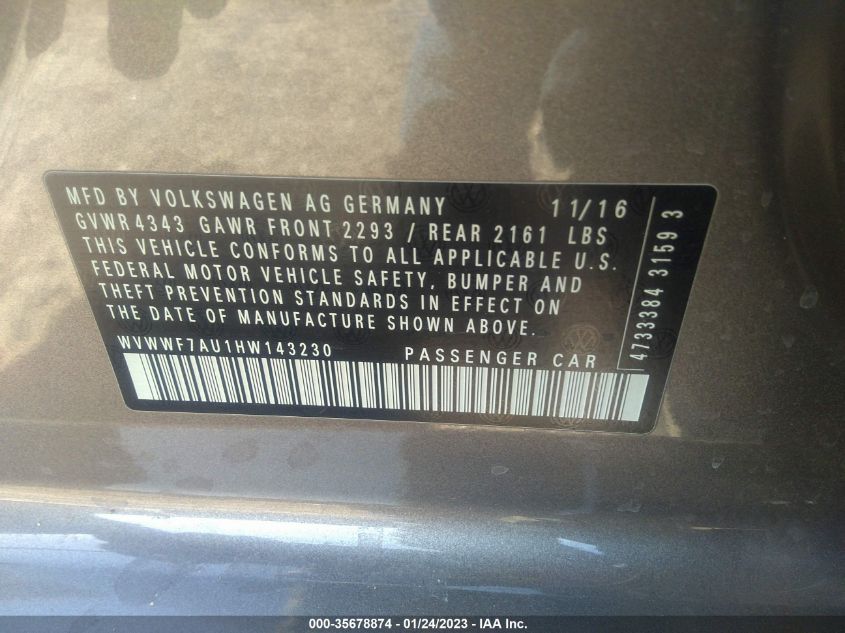 MFD BY VOLKSWAGEN AG GERMANY 11/16
GVWR 4343 GAWR FRONT 2293 / REAR 2161 LBS
THIS VEHICLE CONFORMS TO ALL APPLICABLE U.S.
FEDERAL MOTOR VEHICLE SAFETY, BUMPER AND
THEFT PREVENTION STANDARDS IN EFFECT ON
THE DATE OF MANUFACTURE SHOWN ABOVE.
WVWWF7AU1HW143230 PASSENGER CAR
4733384 3159 3
000-35678874 - 01/24/2023 - IAA Inc.